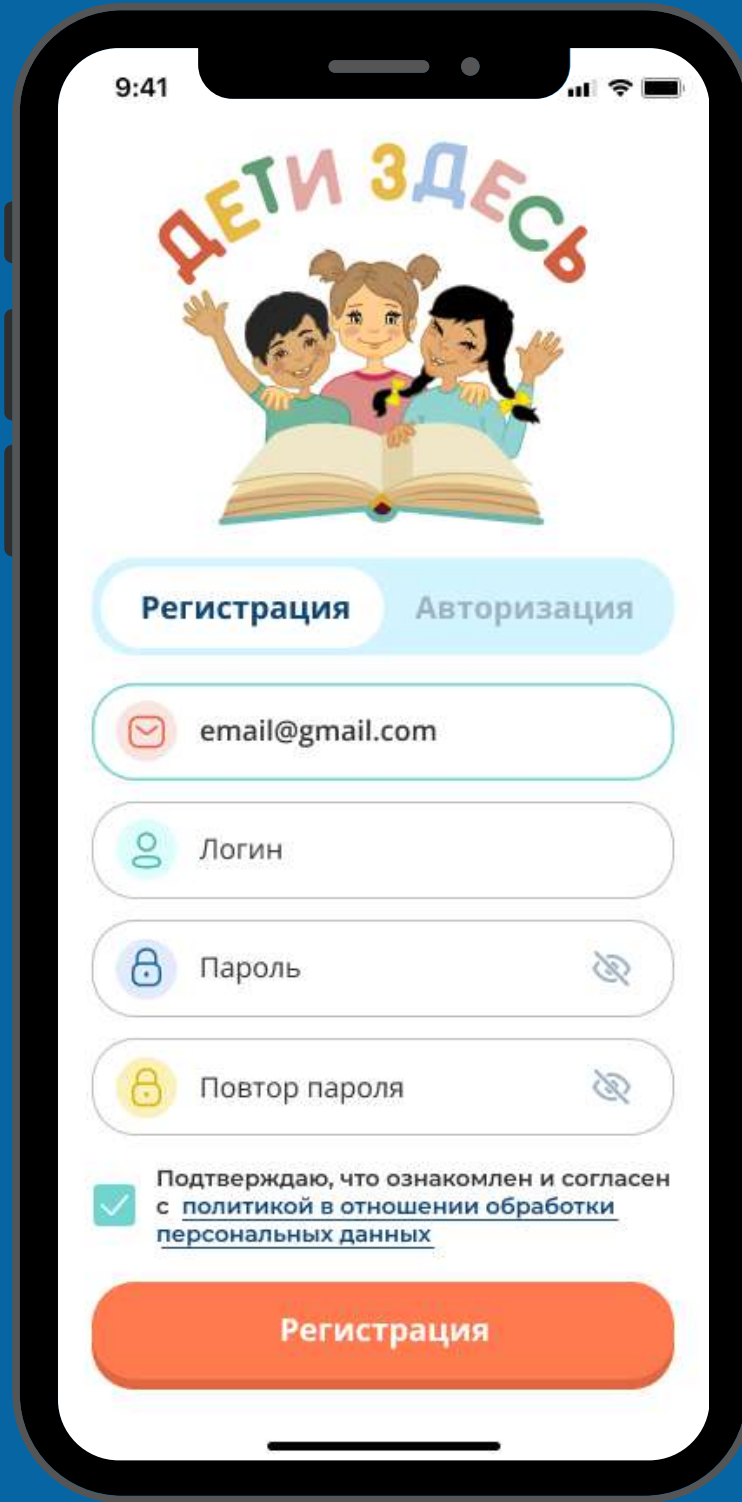 9:41
ДЕТИ ЗДЕСЬ
Регистрация Авторизация
email@gmail.com
Логин
Пароль
Повтор пароля
Подтверждаю, что ознакомлен и согласен
с политикой в отношении обработки
персональных данных
Регистрация